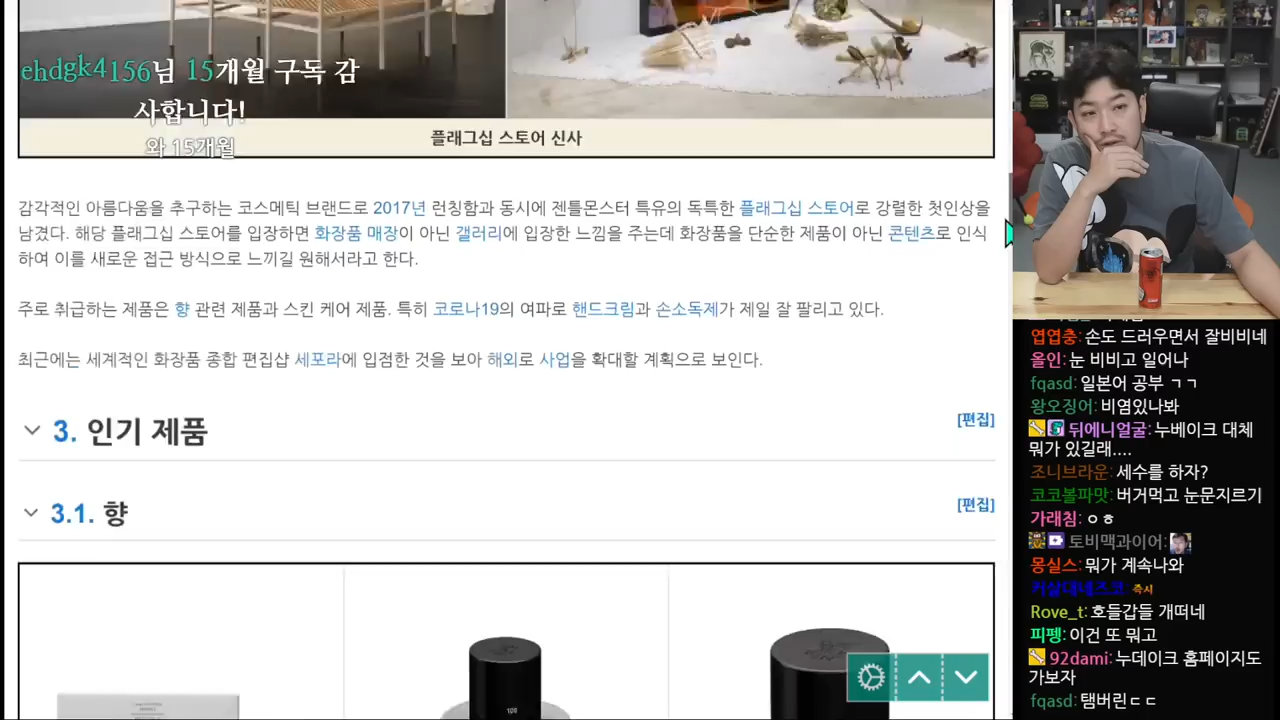 ehdgk4156님 15개월 구독 감
사합니다!
와 15개월
플래그십 스토어 신사
감각적인 아름다움을 추구하는 코스메틱 브랜드로 2017년 런칭함과 동시에 젠틀몬스터 특유의 독특한 플래그십 스토어로 강렬한 첫인상을
남겼다. 해당 플래그십 스토어를 입장하면 화장품 매장이 아닌 갤러리에 입장한 느낌을 주는데 화장품을 단순한 제품이 아닌 콘텐츠로 인식
하여 이를 새로운 접근 방식으로 느끼길 원해서라고 한다.
주로 취급하는 제품은 향 관련 제품과 스킨 케어 제품. 특히 코로나19의 여파로 핸드크림과 손소독제가 제일 잘 팔리고 있다.
최근에는 세계적인 화장품 종합 편집샵 세포라에 입점한 것을 보아 해외로 사업을 확대할 계획으로 보인다.
3. 인기 제품
[편집]
3.1. 향
[편집]
엽엽충: 손도 드러우면서 잘비비네
올인: 눈 비비고 일어나
fqasd: 일본어 공부 ㄱㄱ
왕오징어: 비염있나봐
뒤에니얼굴: 누베이크 대체
뭐가 있길래....
조니브라운: 세수를 하자?
코코볼파맛: 버거먹고 눈문지르기
가래침: ㅇㅎ
토비맥과이어:
몽실스: 뭐가 계속나와
즉시
Rove_t: 호들갑들 개떠네
피펭: 이건 또 뭐고
92dami: 누데이크 홈페이지도
가보자
fqasd: 탬버린ㄷㄷ